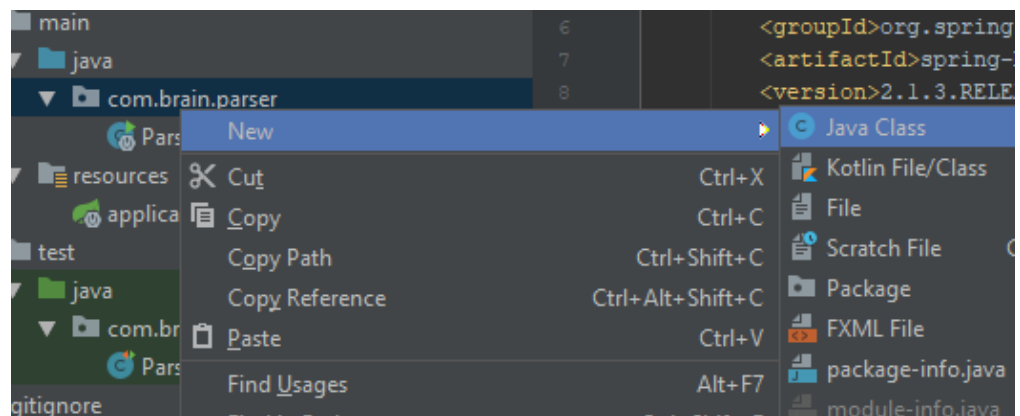 main
java
com.brain.parser
Pars
resources
applica
test
java
com.br
Pars
gitignore
6
7
8
<groupId>org.spring
<artifactId>spring-
<version>2.1.3.RELEA
New
Cut Ctrl+X
Copy Ctrl+C
Copy Path Ctrl+Shift+C
Copy Reference Ctrl+Alt+Shift+C
Paste Ctrl+V
Find Usages Alt+F7
Java Class
Kotlin File/Class
File
Scratch File
Package
FXML File
package-info.java
module-info.java